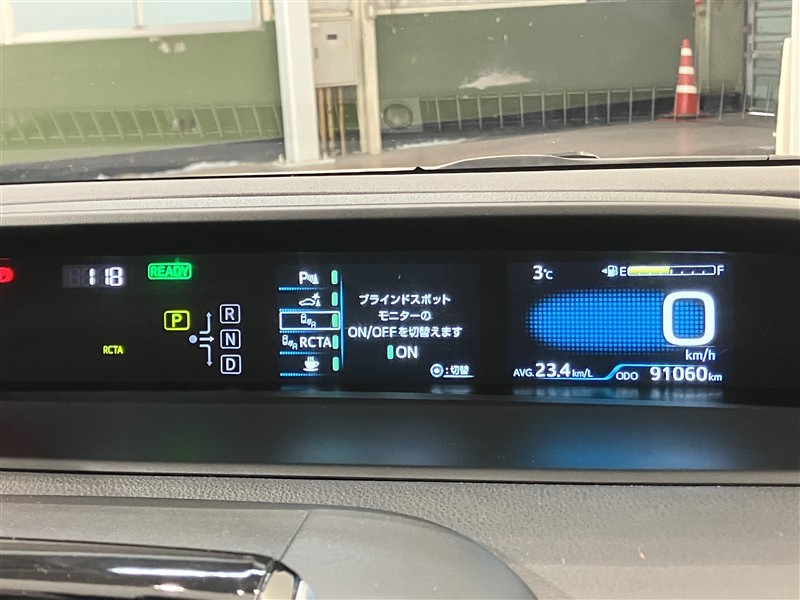 118
READY
P
R
N
D
RCTA
P
RCTA
ブラインドスポット
モニターの
ON/OFFを切替えます
ON
:切替
3℃
E
F
0
km/h
AVG.23.4km/L
ODO 91060km